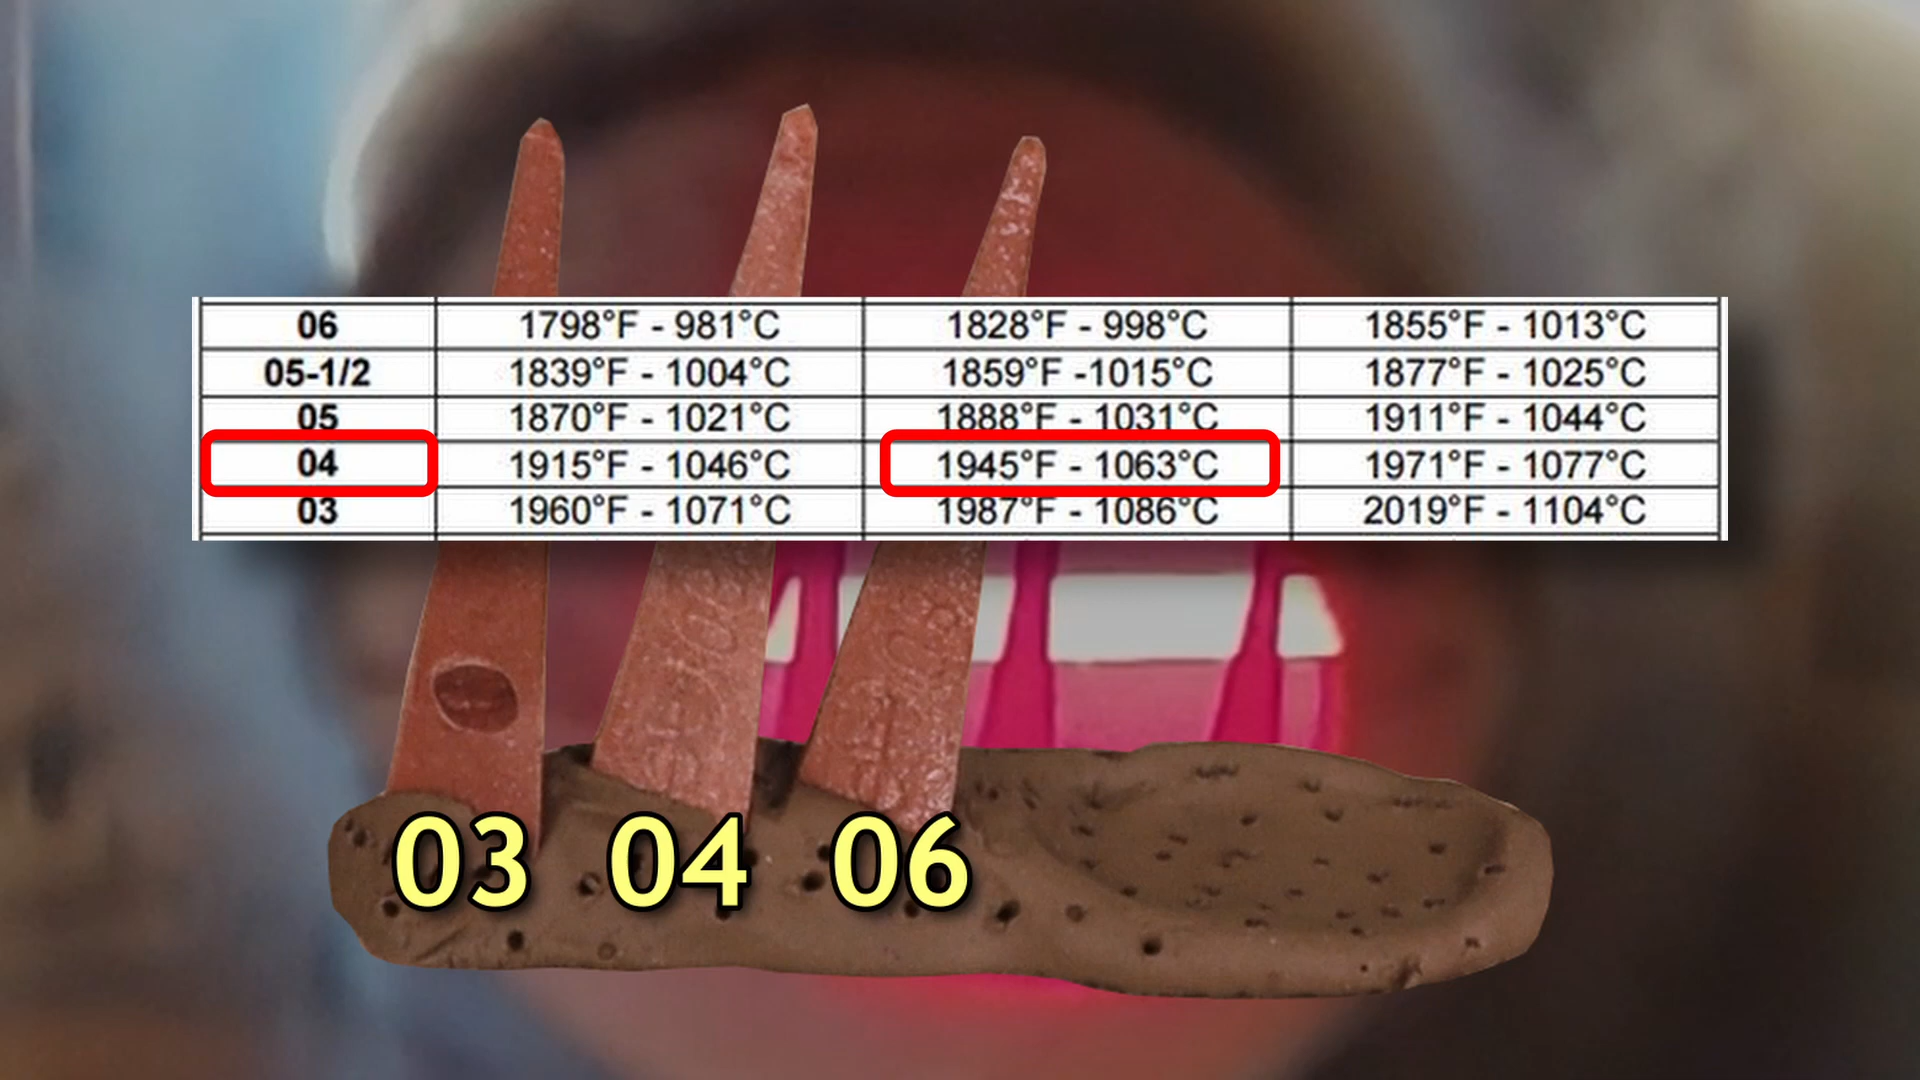 06 1798°F - 981°C 1828°F - 998°C 1855°F - 1013°C
05-1/2 1839°F - 1004°C 1859°F -1015°C 1877°F - 1025°C
05 1870°F - 1021°C 1888°F - 1031°C 1911°F - 1044°C
04 1915°F - 1046°C 1945°F - 1063°C 1971°F - 1077°C
03 1960°F - 1071°C 1987°F - 1086°C 2019°F - 1104°C
03 04 06